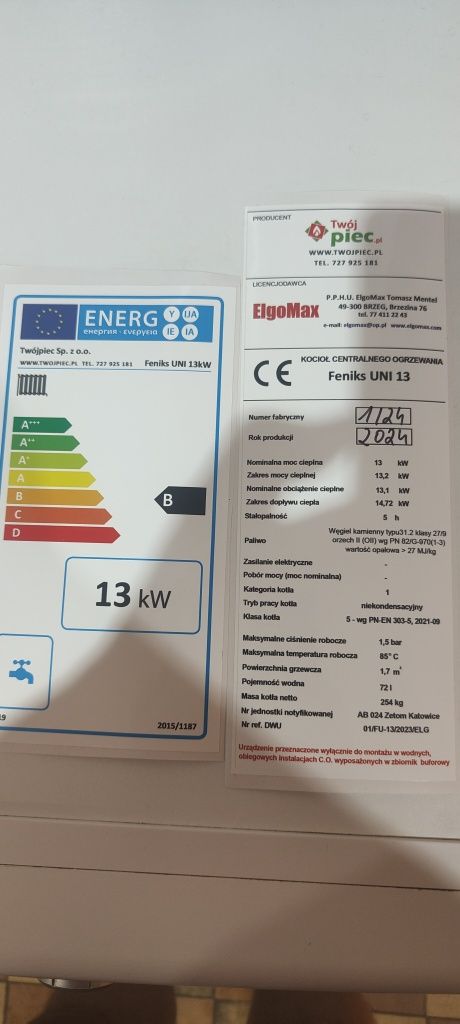 ENERG
Y IJA
IE IA
енергия · ενεργεια
Twójpiec Sp. z o.o.
WWW.TWOJPIEC.PL TEL. 727 925 181
Feniks UNI 13kW
A+++
A++
A+
A
B
C
D
B
13 kW
19
2015/1187
PRODUCENT
Twój
piec.pl
WWW.TWOJPIEC.PL
TEL. 727 925 181
LICENCJODAWCA
ElgoMax
P.P.H.U. ElgoMax Tomasz Mentel
49-300 BRZEG, Brzezina 76
tel. 77 411 22 43
e-mail: elgomax@op.pl www.elgomax.com
CE
KOCIOŁ CENTRALNEGO OGRZEWANIA
Feniks UNI 13
Numer fabryczny 1/24
Rok produkcji 2024
Nominalna moc cieplna 13 kW
Zakres mocy cieplnej 13,2 kW
Nominalne obciążenie cieplne 13,1 kW
Zakres dopływu ciepła 14,72 kW
Stałopalność 5 h
Paliwo Węgiel kamienny typu31.2 klasy 27/9
orzech II (OII) wg PN 82/G-970(1-3)
wartość opałowa > 27 MJ/kg
Zasilanie elektryczne -
Pobór mocy (moc nominalna) -
Kategoria kotła 1
Tryb pracy kotła niekondensacyjny
Klasa kotła 5 - wg PN-EN 303-5, 2021-09
Maksymalne ciśnienie robocze 1,5 bar
Maksymalna temperatura robocza 85° C
Powierzchnia grzewcza 1,7 m²
Pojemność wodna 72 l
Masa kotła netto 254 kg
Nr jednostki notyfikowanej AB 024 Zetom Katowice
Nr ref. DWU 01/FU-13/2023/ELG
Urządzenie przeznaczone wyłącznie do montażu w wodnych,
obiegowych instalacjach C.O. wyposażonych w zbiornik buforowy